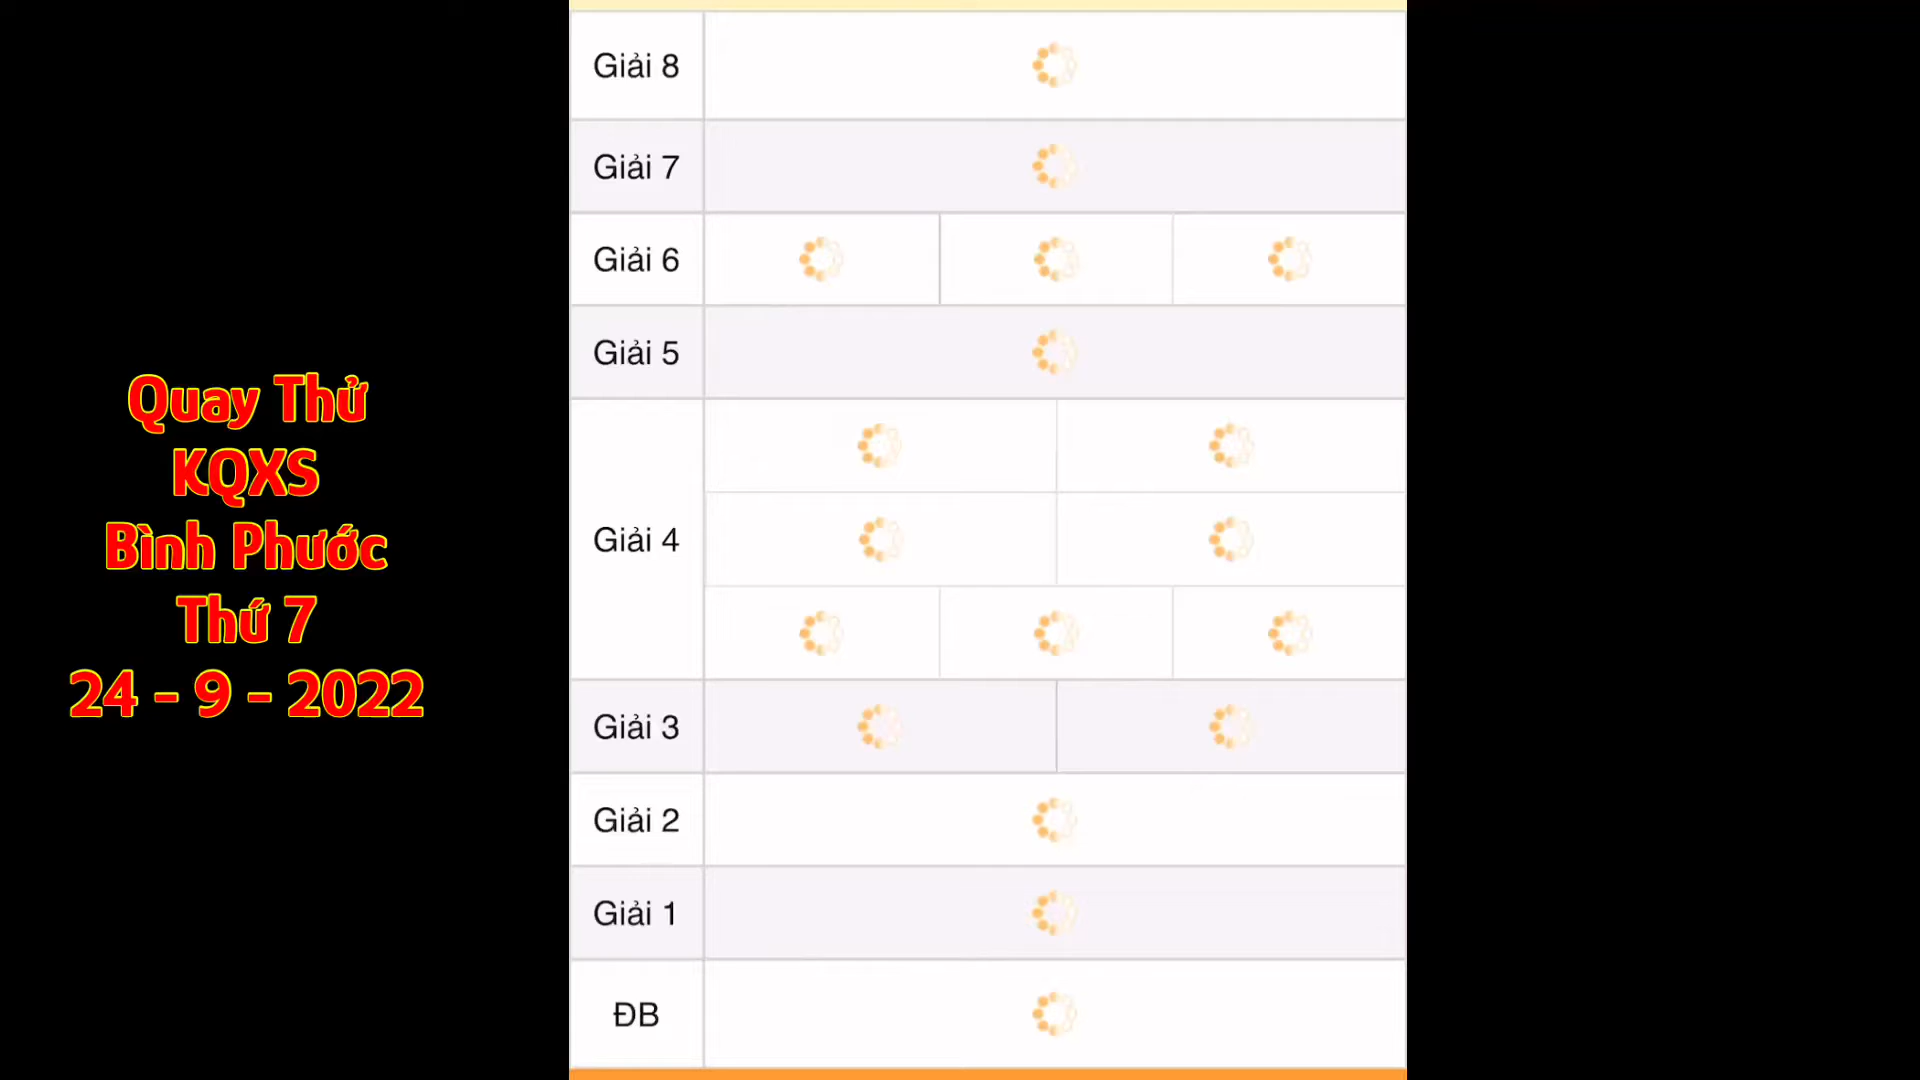 Quay Thử
KQXS
Bình Phước
Thứ 7
24 - 9 - 2022
Giải 8
Giải 7
Giải 6
Giải 5
Giải 4
Giải 3
Giải 2
Giải 1
ĐB